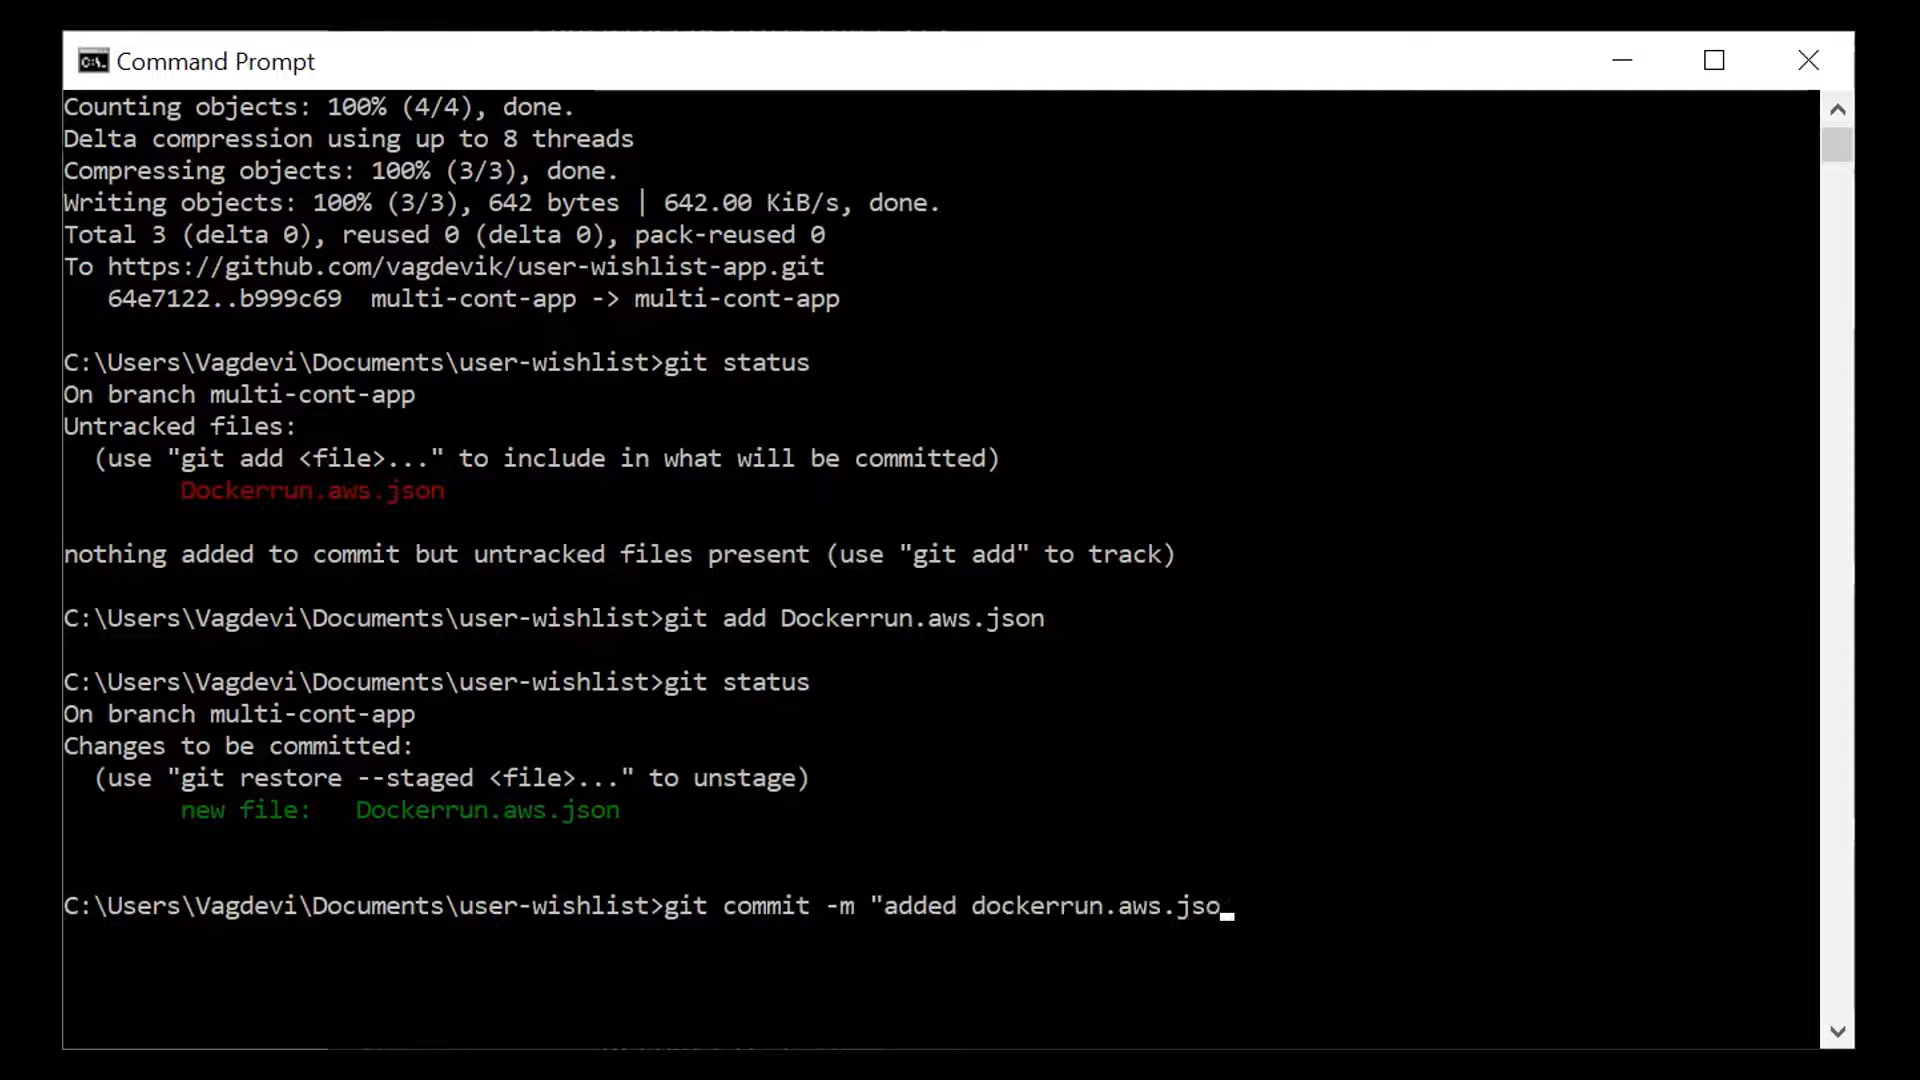 Command Prompt
Counting objects: 100% (4/4), done.
Delta compression using up to 8 threads
Compressing objects: 100% (3/3), done.
Writing objects: 100% (3/3), 642 bytes | 642.00 KiB/s, done.
Total 3 (delta 0), reused 0 (delta 0), pack-reused 0
To https://github.com/vagdevik/user-wishlist-app.git
   64e7122..b999c69  multi-cont-app -> multi-cont-app
C:\Users\Vagdevi\Documents\user-wishlist>git status
On branch multi-cont-app
Untracked files:
  (use "git add <file>..." to include in what will be committed)
        Dockerrun.aws.json
nothing added to commit but untracked files present (use "git add" to track)
C:\Users\Vagdevi\Documents\user-wishlist>git add Dockerrun.aws.json
C:\Users\Vagdevi\Documents\user-wishlist>git status
On branch multi-cont-app
Changes to be committed:
  (use "git restore --staged <file>..." to unstage)
        new file:   Dockerrun.aws.json
C:\Users\Vagdevi\Documents\user-wishlist>git commit -m "added dockerrun.aws.jso